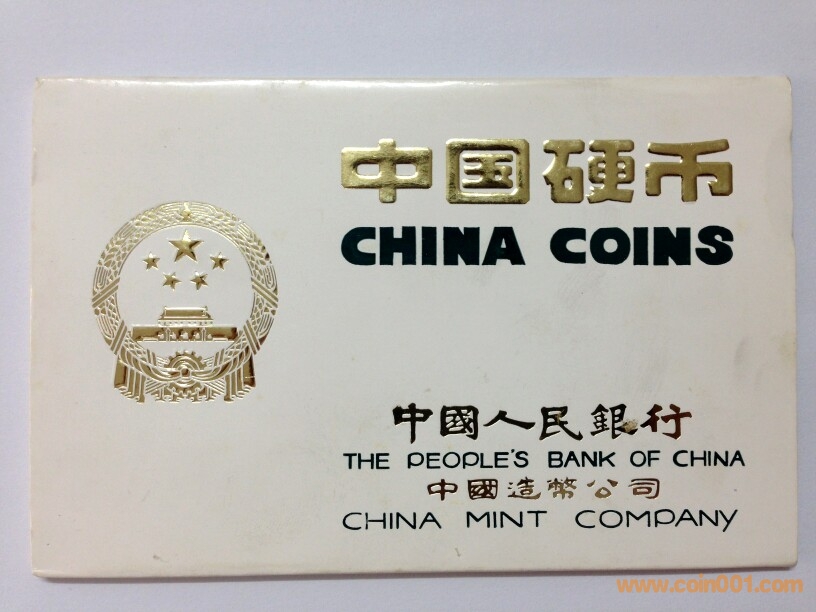 中国硬币
CHINA COINS
中國人民銀行
THE PEOPLE'S BANK OF CHINA
中國造幣公司
CHINA MINT COMPANY
www.coin001.com